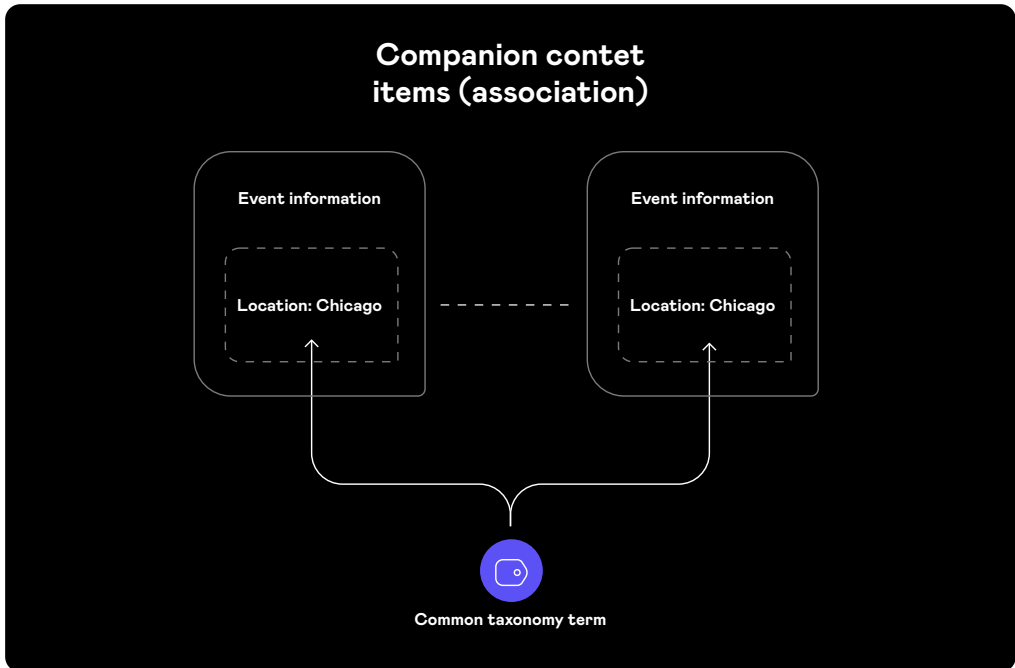 Companion contet
items (association)
Event information
Event information
Location: Chicago
Location: Chicago
Common taxonomy term